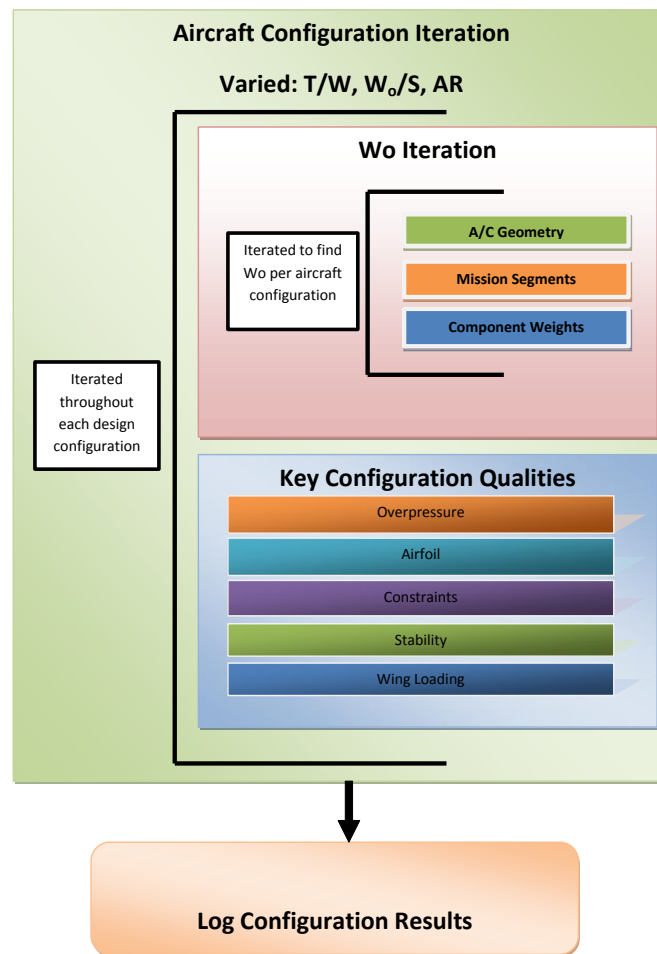 Aircraft Configuration Iteration
Varied: T/W, Wo/S, AR
Wo Iteration
Iterated to find
Wo per aircraft
configuration
A/C Geometry
Mission Segments
Component Weights
Iterated
throughout
each design
configuration
Key Configuration Qualities
Overpressure
Airfoil
Constraints
Stability
Wing Loading
Log Configuration Results